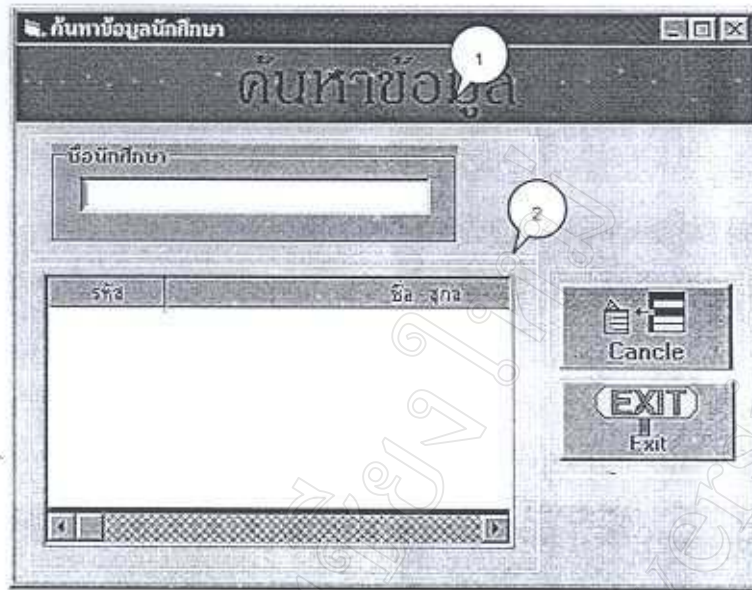 ค้นหาข้อมูลนักศึกษา
1
ค้นหาข้อมูล
ชื่อนักศึกษา
2
รหัส ชื่อ - สกุล
Cancle
EXIT
Exit